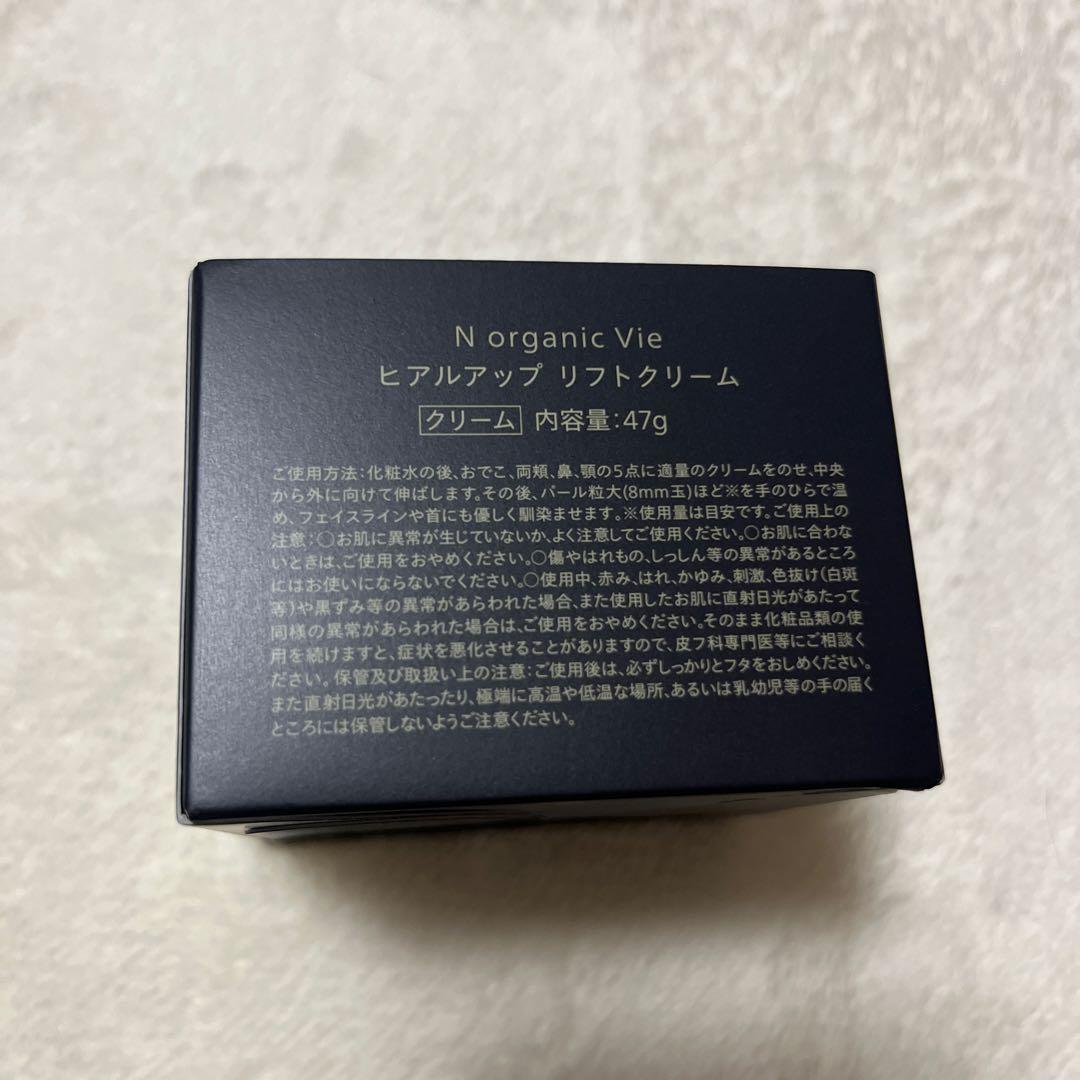 N organic Vie
ヒアルアップ リフトクリーム
クリーム 内容量:47g
ご使用方法:化粧水の後、おでこ、両頬、鼻、顎の5点に適量のクリームをのせ、中央
から外に向けて伸ばします。その後、パール粒大(8mm玉)ほど※を手のひらで温
め、フェイスラインや首にも優しく馴染ませます。※使用量は目安です。ご使用上の
注意:○お肌に異常が生じていないか、よく注意してご使用ください。○お肌に合わな
いときは、ご使用をおやめください。○傷やはれもの、しっしん等の異常があるところ
にはお使いにならないでください。○使用中、赤み、はれ、かゆみ、刺激、色抜け(白斑
等)や黒ずみ等の異常があらわれた場合、また使用したお肌に直射日光があたって
同様の異常があらわれた場合は、ご使用をおやめください。そのまま化粧品類の使
用を続けますと、症状を悪化させることがありますので、皮フ科専門医等にご相談く
ださい。保管及び取扱い上の注意:ご使用後は、必ずしっかりとフタをおしめください。
また直射日光があたったり、極端に高温や低温な場所、あるいは乳幼児等の手の届く
ところには保管しないようご注意ください。